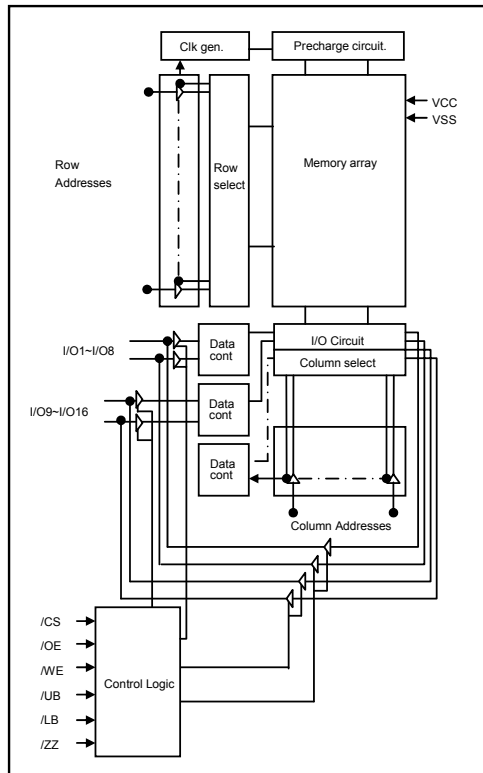 Clk gen.
Precharge circuit.
VCC
VSS
Row
Addresses
Row
select
Memory array
I/O1~I/O8
Data
cont
I/O Circuit
Column select
I/O9~I/O16
Data
cont
Data
cont
Column Addresses
/CS
/OE
/WE
/UB
/LB
/ZZ
Control Logic